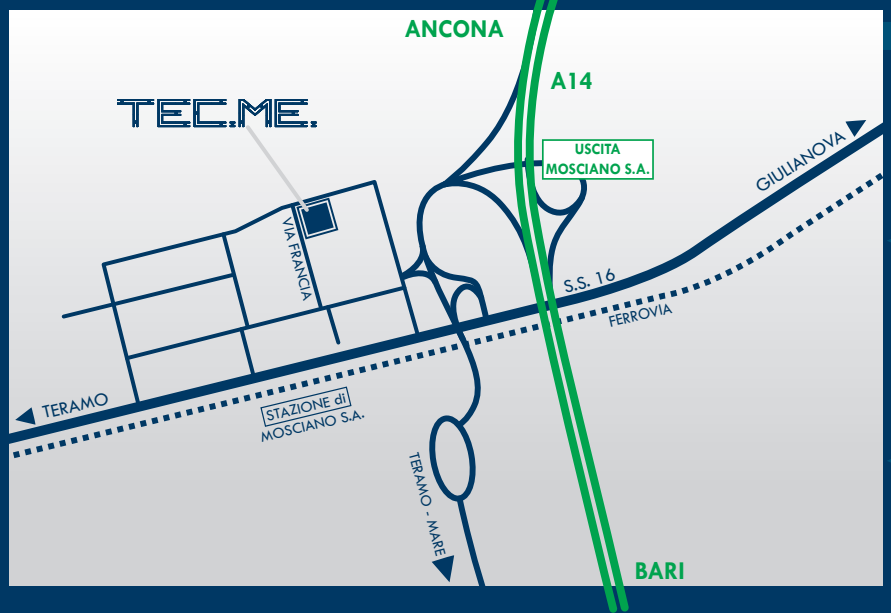 ANCONA
A14
TEC.ME.
USCITA
MOSCIANO S.A.
GIULIANOVA
VIA FRANCIA
S.S. 16
FERROVIA
TERAMO
STAZIONE di
MOSCIANO S.A.
TERAMO - MARE
BARI